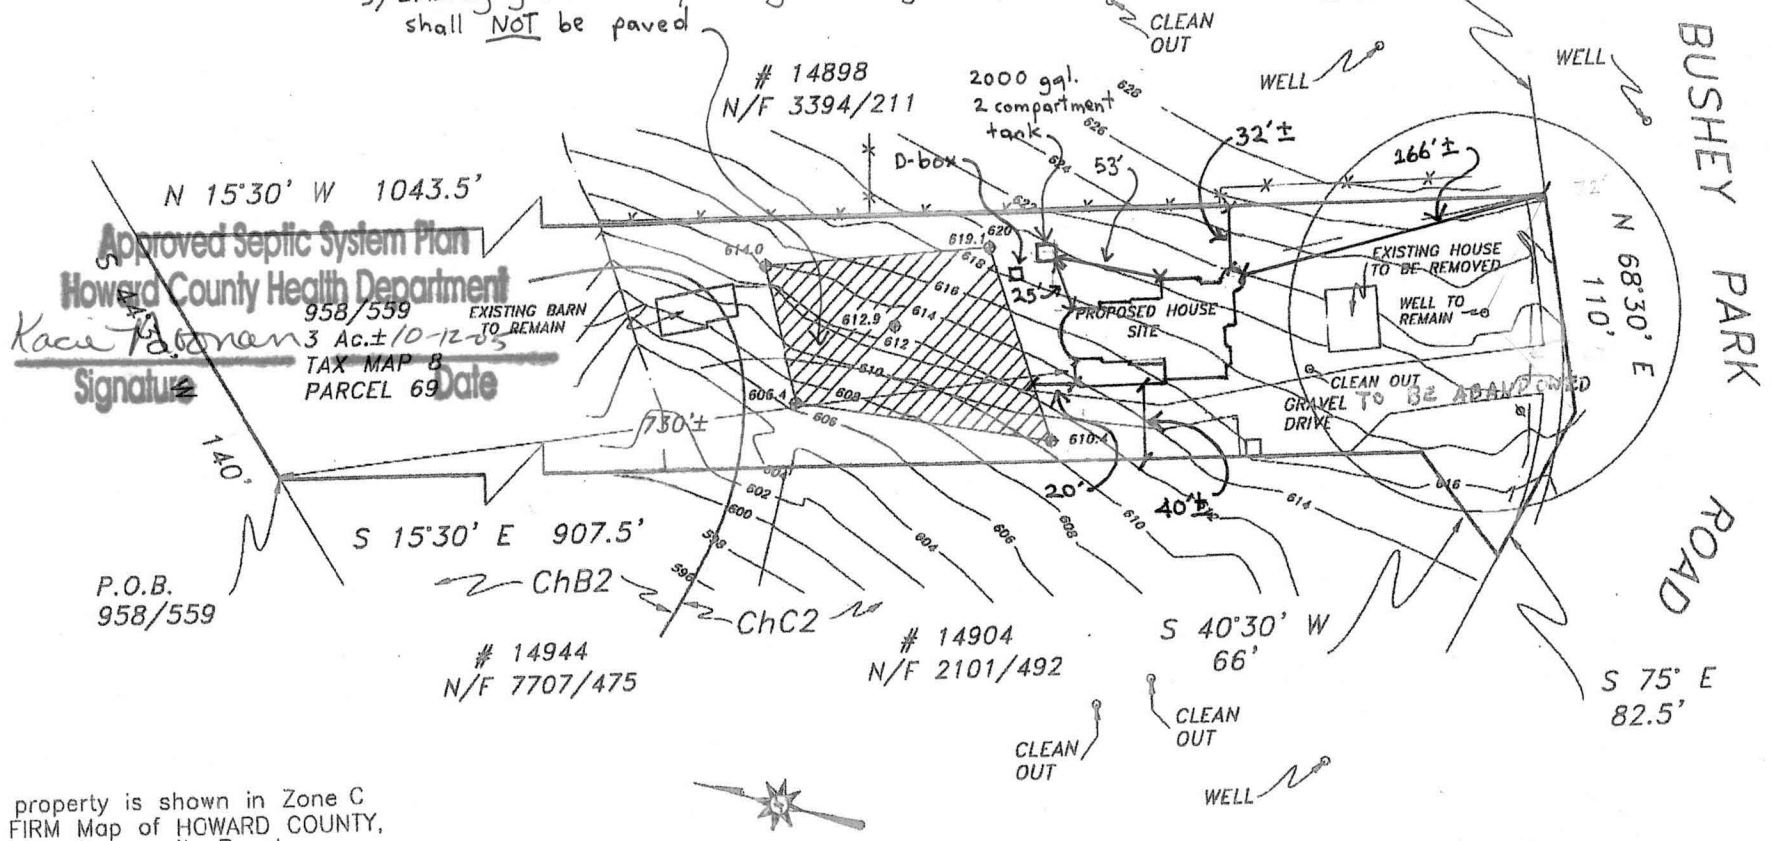 shall NOT be paved
CLEAN
OUT
WELL
WELL
BUSHEY PARK ROAD
# 14898
N/F 3394/211
2000 gal.
2 compartment
tank
D-box
53'
32'±
166'±
628
626
624
622
620
619.1
618
616
614
614.0
612.9
612
610
608
606.4
606
610.4
N 15°30' W 1043.5'
Approved Septic System Plan
Howard County Health Department
958/559
3 Ac.± 10-12-05
TAX MAP 8
PARCEL 69
Signature
Date
EXISTING BARN
TO REMAIN
25'
PROPOSED HOUSE
SITE
EXISTING HOUSE
TO BE REMOVED
WELL TO
REMAIN
CLEAN OUT
TO BE ABANDONED
GRAVEL
DRIVE
N 68°30' E
110'
140'
730'±
20'
40'±
604
602
600
598
596
604
606
608
610
612
614
616
S 15°30' E 907.5'
P.O.B.
958/559
ChB2
ChC2
# 14944
N/F 7707/475
# 14904
N/F 2101/492
S 40°30' W
66'
S 75° E
82.5'
CLEAN
OUT
CLEAN
OUT
WELL
property is shown in Zone C
FIRM Map of HOWARD COUNTY,